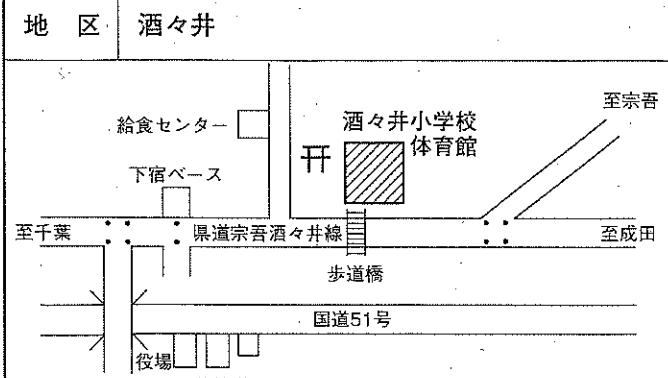 地 区 酒々井
至宗吾
給食センター
酒々井小学校
体育館
下宿ベース
至千葉
県道宗吾酒々井線
至成田
歩道橋
国道51号
役場